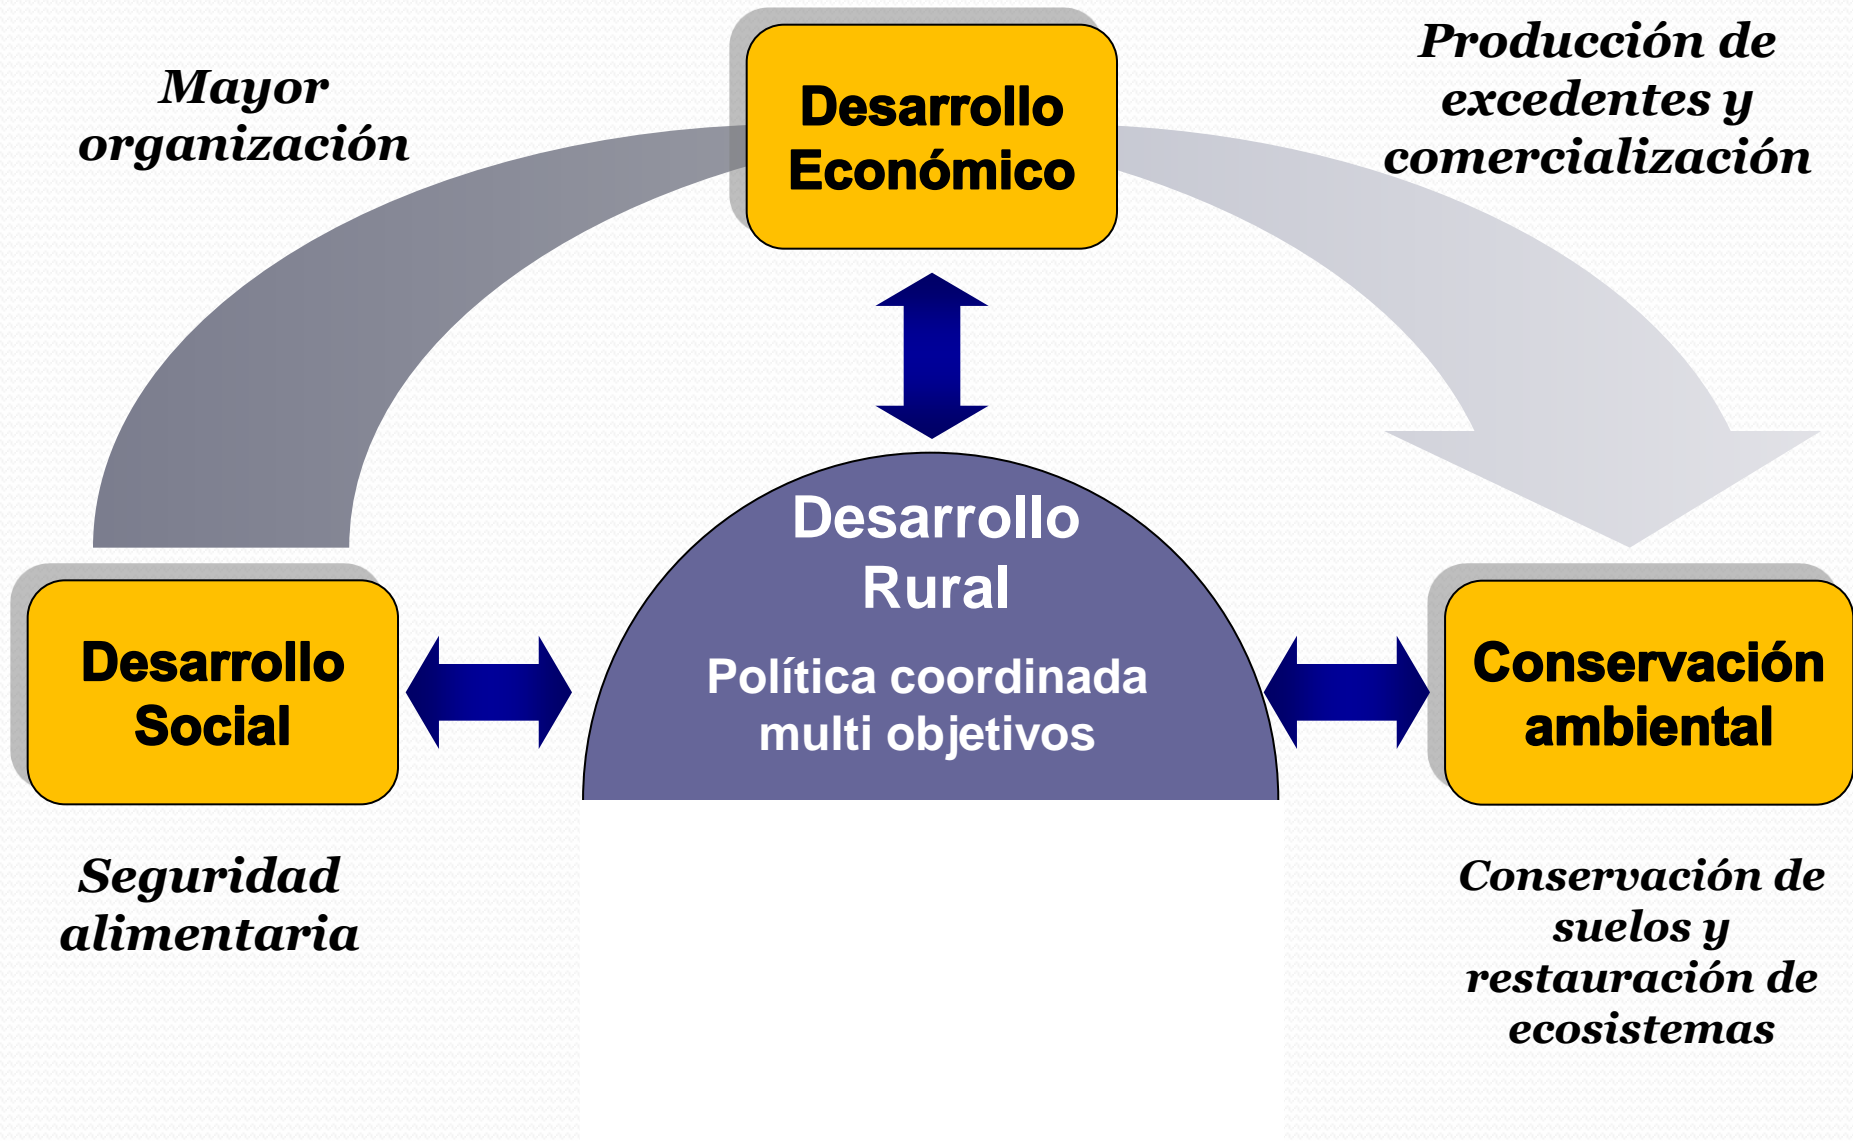 Mayor
organización
Desarrollo
Económico
Producción de
excedentes y
comercialización
Desarrollo
Rural
Política coordinada
multi objetivos
Desarrollo
Social
Conservación
ambiental
Seguridad
alimentaria
Conservación de
suelos y
restauración de
ecosistemas